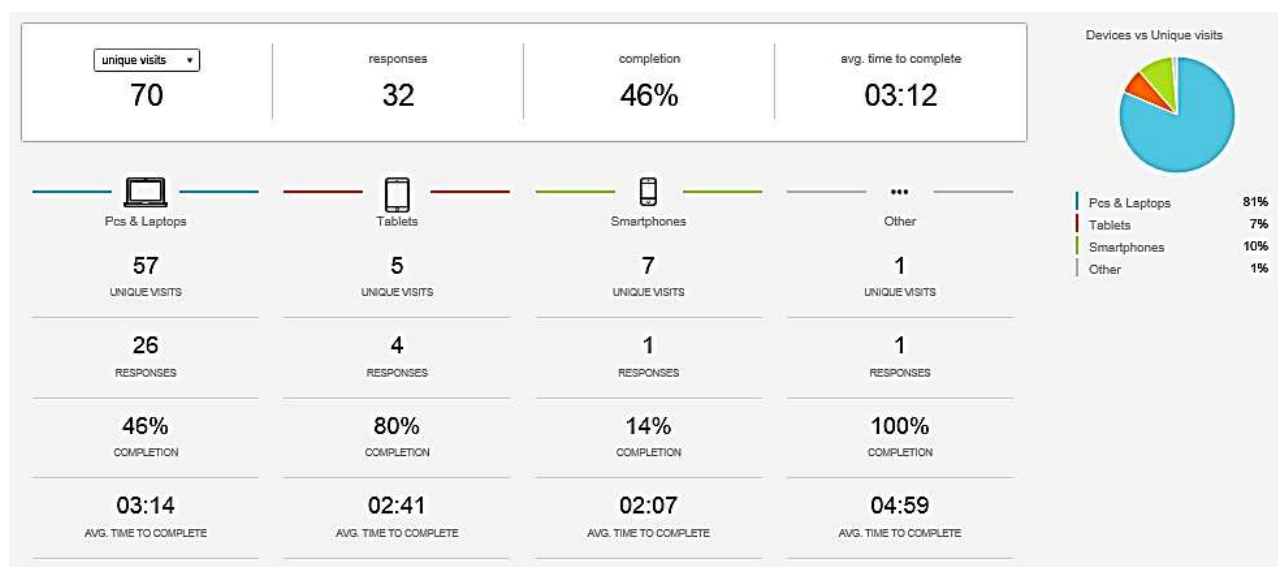 unique visits responses completion avg. time to complete
70 32 46% 03:12
Pcs & Laptops Tablets Smartphones Other
57 5 7 1
UNIQUE VISITS UNIQUE VISITS UNIQUE VISITS UNIQUE VISITS
26 4 1 1
RESPONSES RESPONSES RESPONSES RESPONSES
46% 80% 14% 100%
COMPLETION COMPLETION COMPLETION COMPLETION
03:14 02:41 02:07 04:59
AVG. TIME TO COMPLETE AVG. TIME TO COMPLETE AVG. TIME TO COMPLETE AVG. TIME TO COMPLETE
Devices vs Unique visits
Pcs & Laptops 81%
Tablets 7%
Smartphones 10%
Other 1%